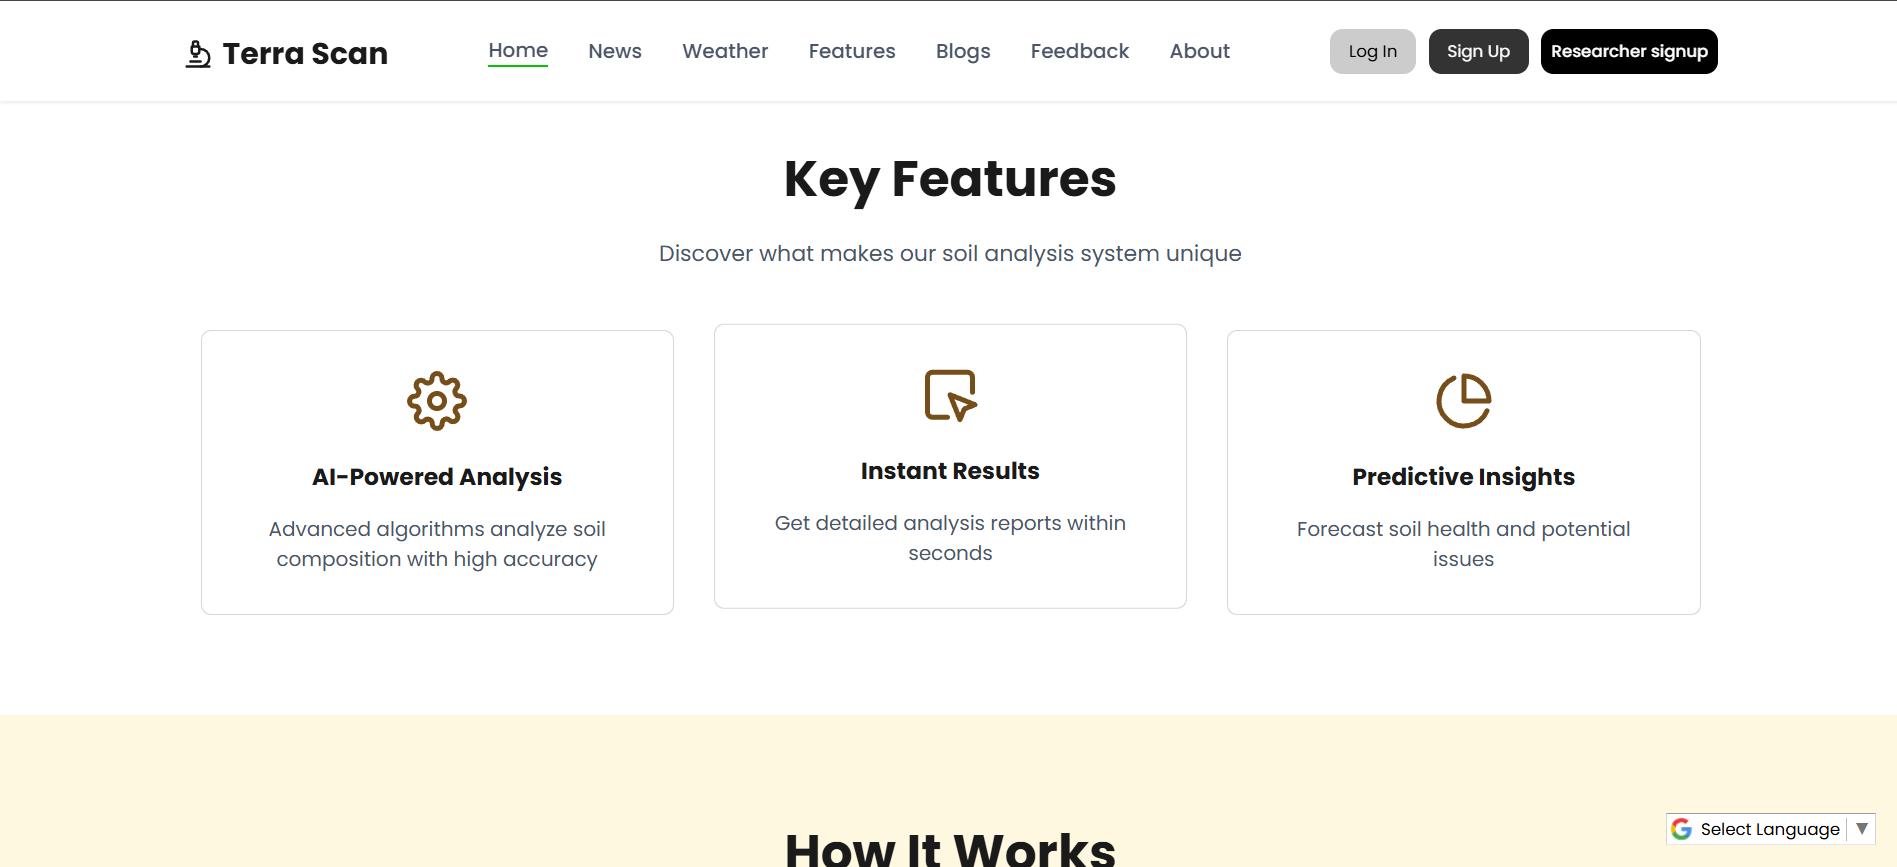 Terra Scan
Home
News
Weather
Features
Blogs
Feedback
About
Log In
Sign Up
Researcher signup
Key Features
Discover what makes our soil analysis system unique
AI-Powered Analysis
Advanced algorithms analyze soil
composition with high accuracy
Instant Results
Get detailed analysis reports within
seconds
Predictive Insights
Forecast soil health and potential
issues
How It Works
Select Language